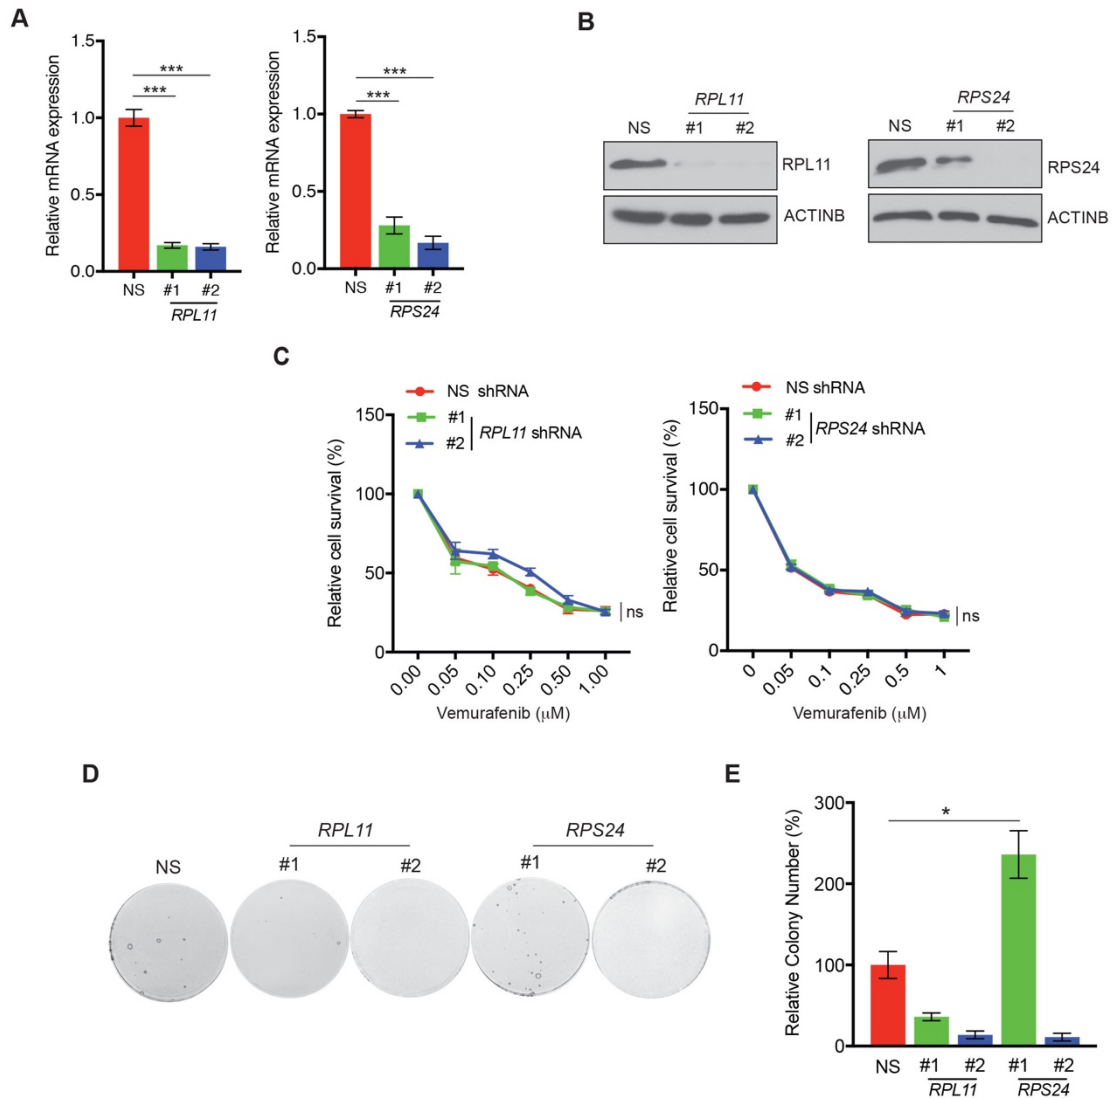 A
1.5
1.0
0.5
0.0
Relative mRNA expression
***
***
NS #1 #2
RPL11
1.5
1.0
0.5
0.0
Relative mRNA expression
***
***
NS #1 #2
RPS24
B
RPL11
NS #1 #2
RPL11
ACTINB
RPS24
NS #1 #2
RPS24
ACTINB
C
NS shRNA
#1
#2
RPL11 shRNA
150
100
50
0
Relative cell survival (%)
ns
0.00 0.05 0.10 0.25 0.50 1.00
Vemurafenib (μM)
NS shRNA
#1
#2
RPS24 shRNA
150
100
50
0
Relative cell survival (%)
ns
0 0.05 0.1 0.25 0.5 1
Vemurafenib (μM)
D
RPL11 RPS24
NS #1 #2 #1 #2
E
300
200
100
0
Relative Colony Number (%)
*
NS #1 #2 #1 #2
RPL11 RPS24